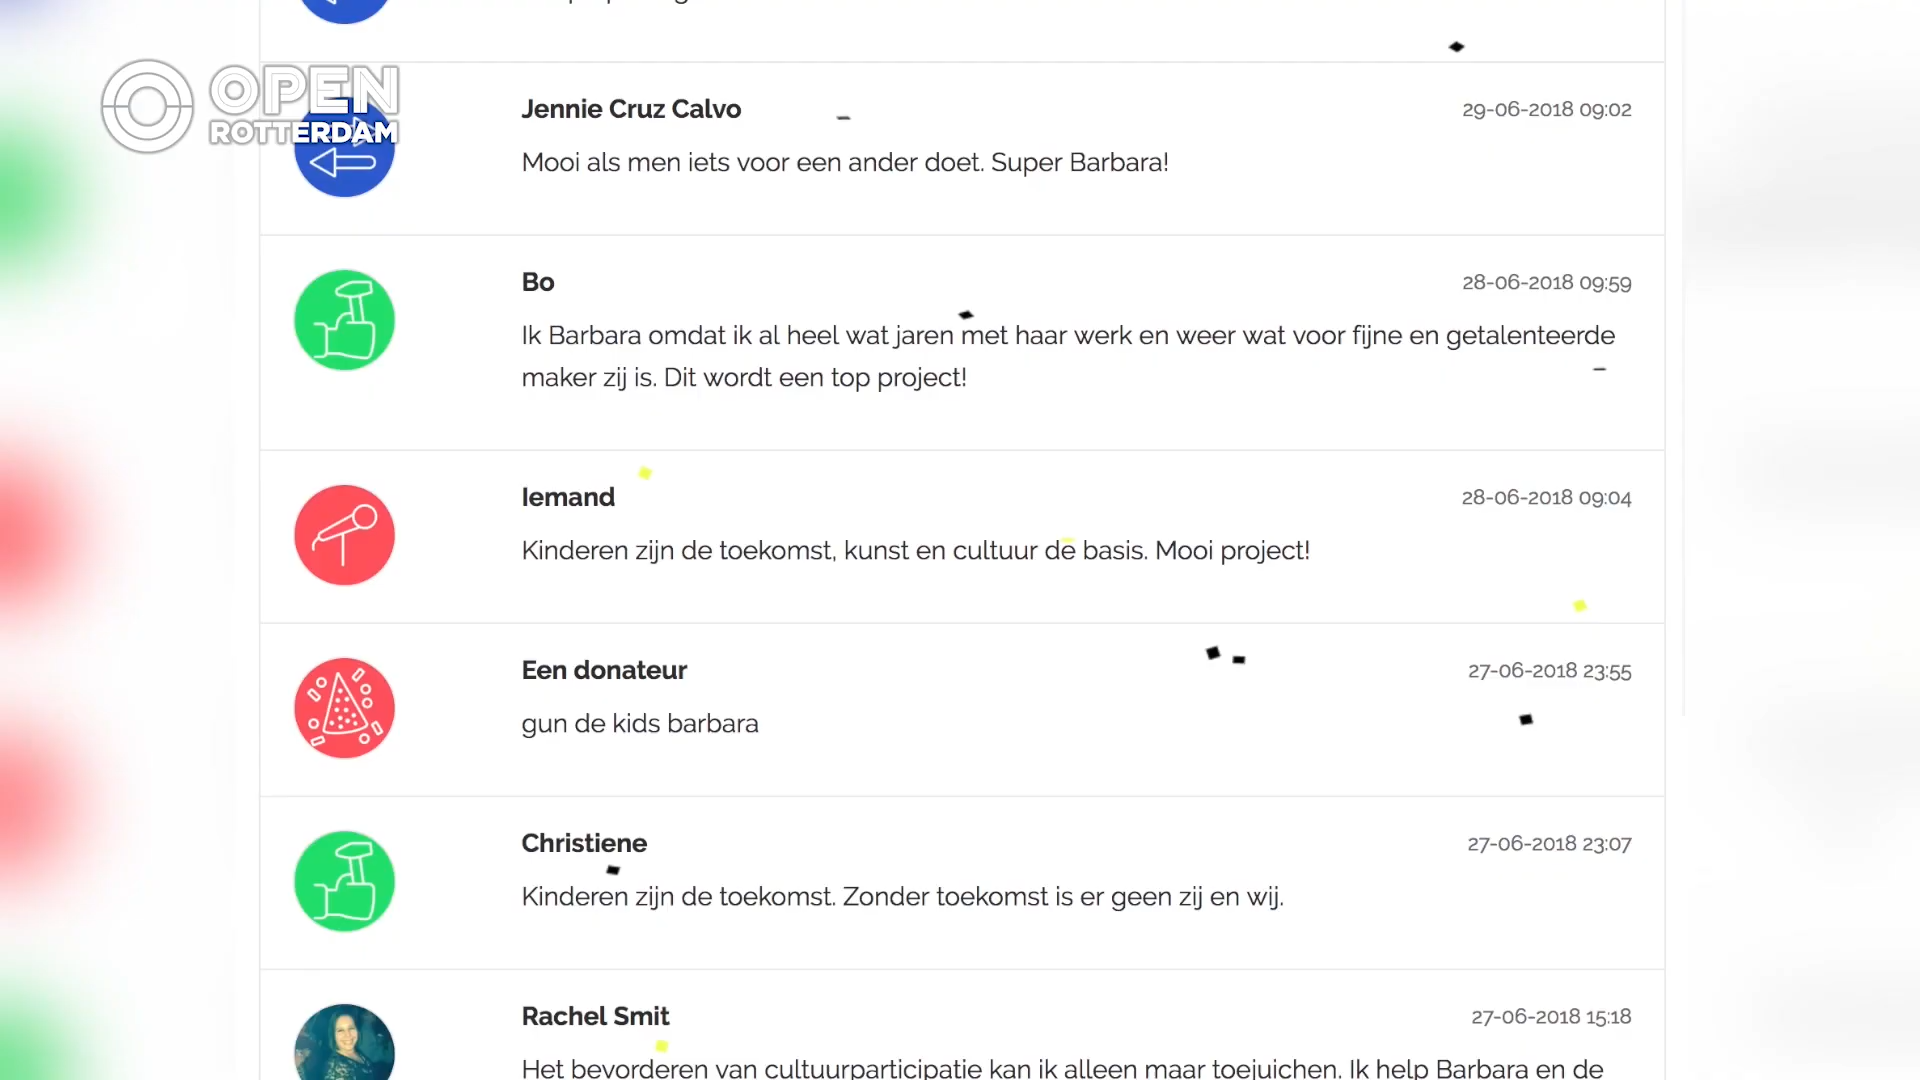 OPEN
ROTTERDAM
Jennie Cruz Calvo
29-06-2018 09:02
Mooi als men iets voor een ander doet. Super Barbara!
Bo
28-06-2018 09:59
Ik Barbara omdat ik al heel wat jaren met haar werk en weer wat voor fijne en getalenteerde
maker zij is. Dit wordt een top project!
Iemand
28-06-2018 09:04
Kinderen zijn de toekomst, kunst en cultuur de basis. Mooi project!
Een donateur
27-06-2018 23:55
gun de kids barbara
Christiene
27-06-2018 23:07
Kinderen zijn de toekomst. Zonder toekomst is er geen zij en wij.
Rachel Smit
27-06-2018 15:18
Het bevorderen van cultuurparticipatie kan ik alleen maar toejuichen. Ik help Barbara en de